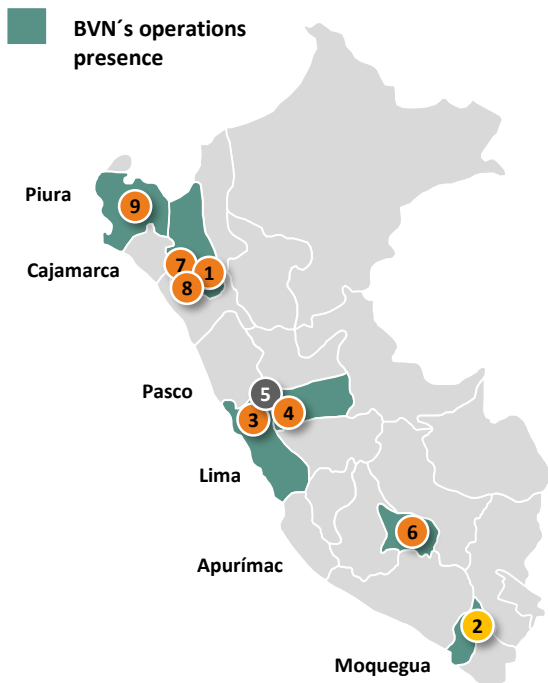 BVN´s operations
presence
Piura
9
Cajamarca
7
1
8
Pasco
5
3
4
Lima
6
Apurímac
2
Moquegua